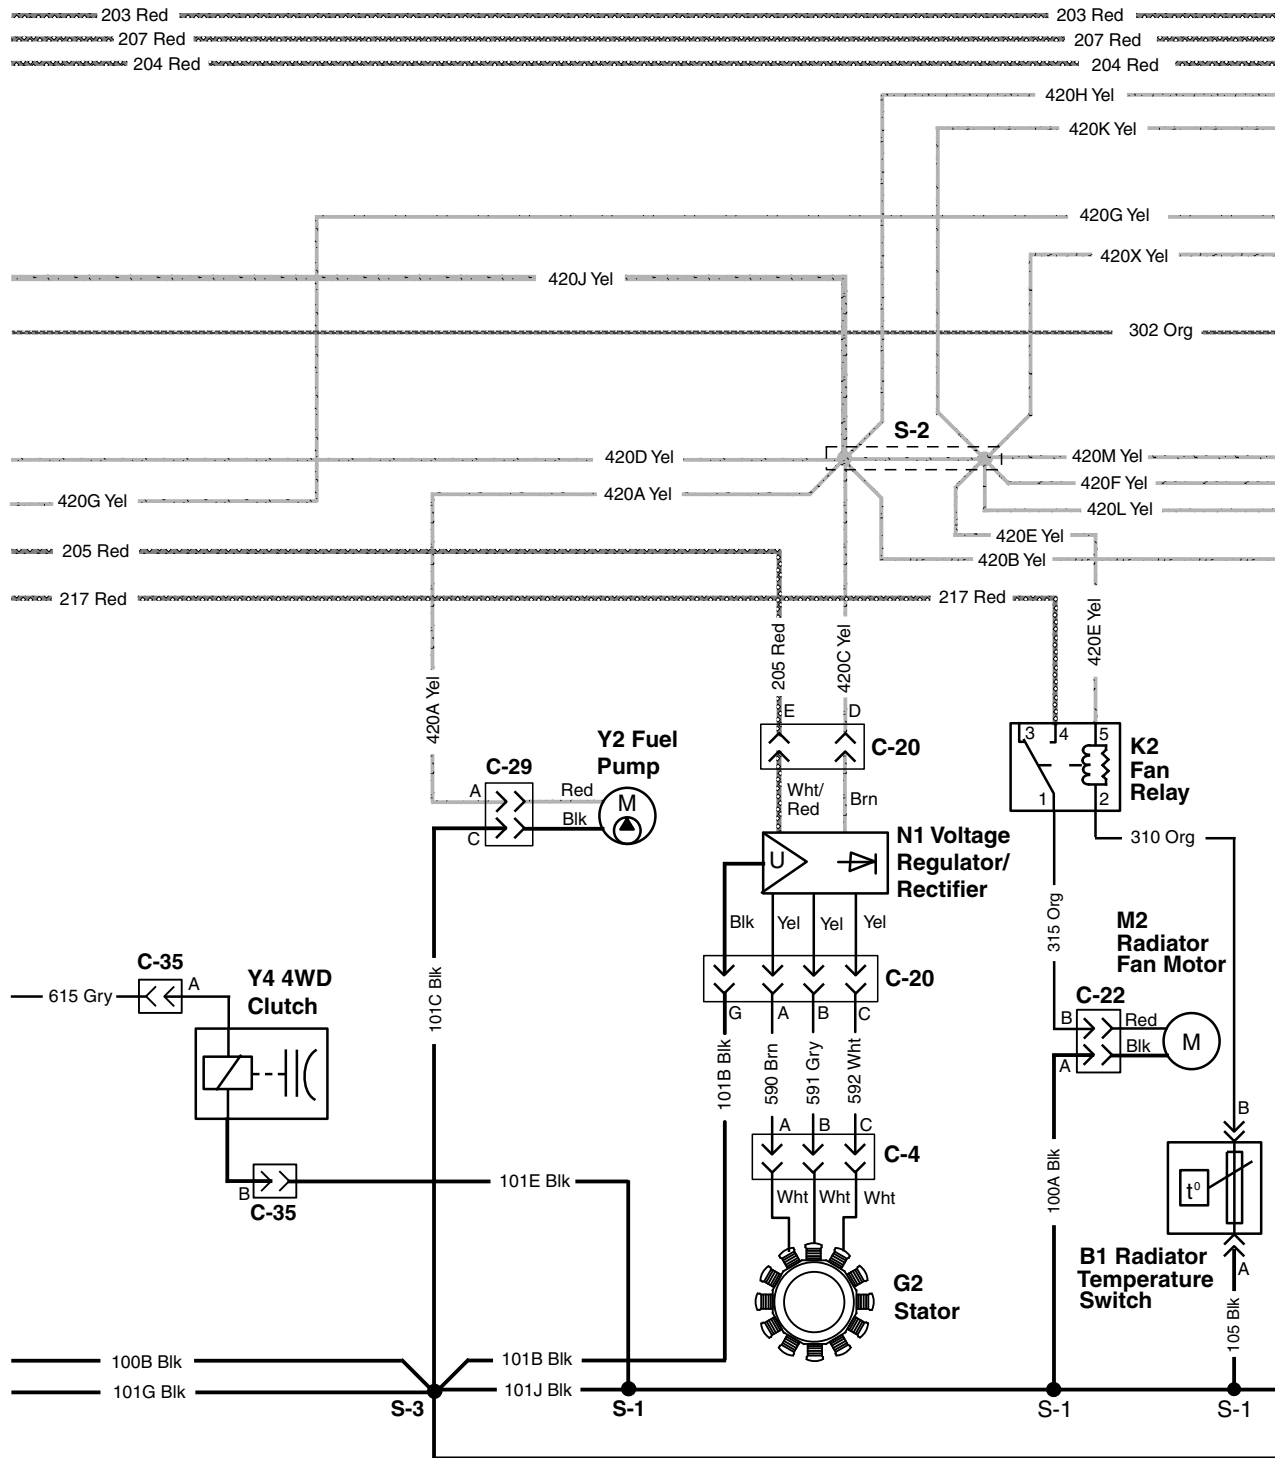 203 Red 203 Red
207 Red 207 Red
204 Red 204 Red
420H Yel
420K Yel
420G Yel
420X Yel
420J Yel
302 Org
S-2
420D Yel 420M Yel
420F Yel
420G Yel 420A Yel
420L Yel
420E Yel
205 Red
420B Yel
217 Red 217 Red
205 Red
420C Yel
420E Yel
420A Yel
E D
C-20
3 4 5
1 2
K2
Fan
Relay
Y2 Fuel
Pump
C-29
A Red
M
C Blk
Wht/
Red
Brn
310 Org
N1 Voltage
Regulator/
Rectifier
U
Blk Yel Yel Yel
315 Org
M2
Radiator
Fan Motor
C-35
615 Gry
A
Y4 4WD
Clutch
101C Blk
C-20
G A B C
C-22
B Red
M
A Blk
101B Blk
590 Brn
591 Gry
592 Wht
A B C
C-4
B
Wht Wht Wht
101E Blk
B
C-35
100A Blk
t⁰
G2
Stator
B1 Radiator
Temperature
Switch
A
105 Blk
100B Blk 101B Blk
101G Blk 101J Blk
S-3 S-1 S-1 S-1